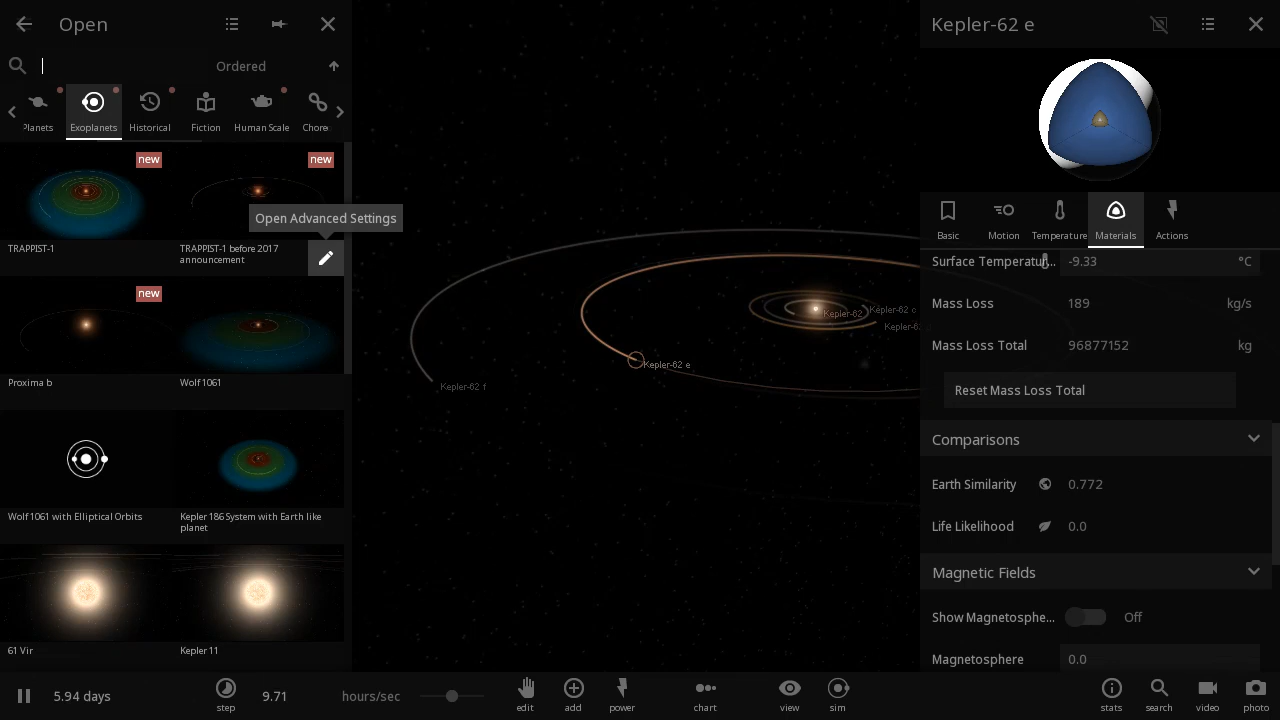 Open
Ordered
Planets
Exoplanets
Historical
Fiction
Human Scale
Chore
new
new
Open Advanced Settings
TRAPPIST-1
TRAPPIST-1 before 2017
announcement
new
Proxima b
Wolf 1061
Wolf 1061 with Elliptical Orbits
Kepler 186 System with Earth like
planet
61 Vir
Kepler 11
Kepler-62
Kepler-62 c
Kepler-62
Kepler-62 e
Kepler-62 f
Kepler-62 e
Basic
Motion
Temperature
Materials
Actions
Surface Temperatur... -9.33 °C
Mass Loss 189 kg/s
Mass Loss Total 96877152 kg
Reset Mass Loss Total
Comparisons
Earth Similarity 0.772
Life Likelihood 0.0
Magnetic Fields
Show Magnetosphe... Off
Magnetosphere 0.0
5.94 days
step
9.71 hours/sec
edit
add
power
chart
view
sim
stats
search
video
photo